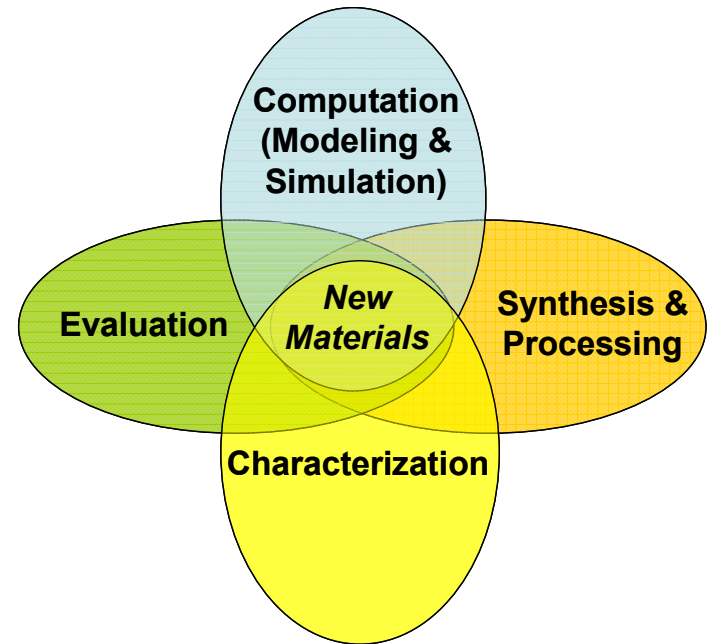 Computation
(Modeling &
Simulation)
New
Materials
Evaluation
Synthesis &
Processing
Characterization